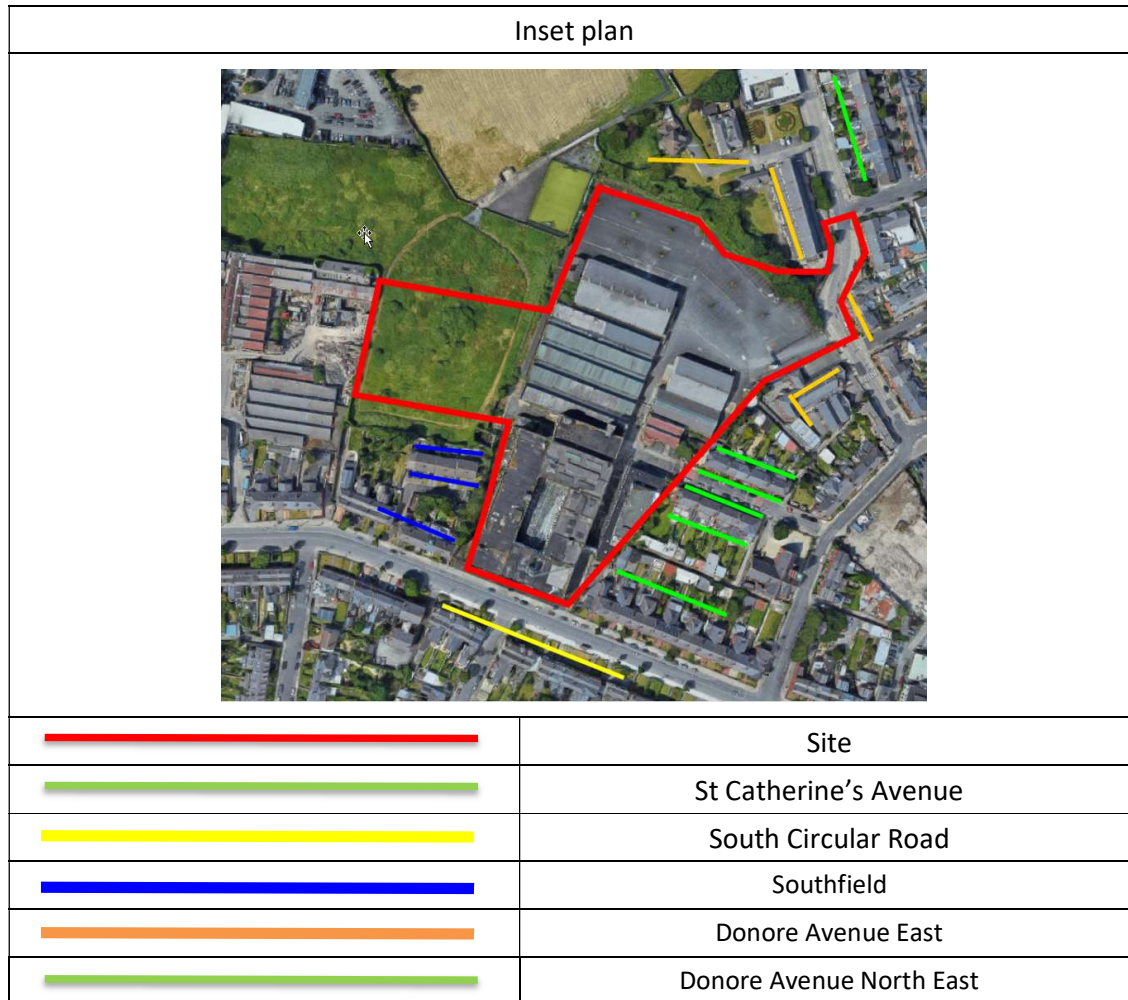 Inset plan
Site
St Catherine’s Avenue
South Circular Road
Southfield
Donore Avenue East
Donore Avenue North East